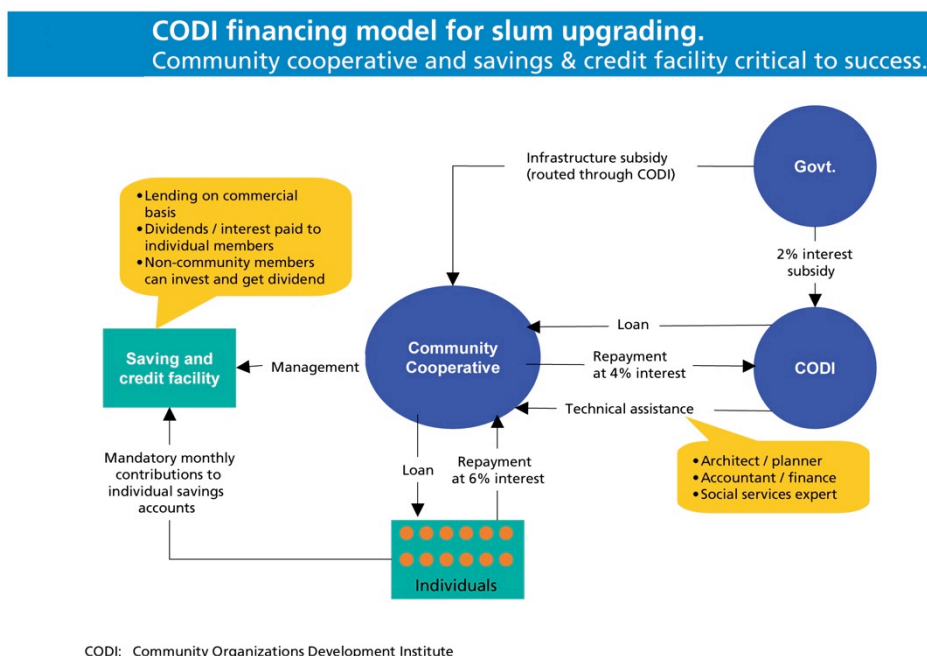 CODI financing model for slum upgrading.
Community cooperative and savings & credit facility critical to success.
Infrastructure subsidy
(routed through CODI)
Govt.
• Lending on commercial
basis
• Dividends / interest paid to
individual members
• Non-community members
can invest and get dividend
2% interest
subsidy
Saving and
credit facility
Management
Community
Cooperative
Loan
Repayment
at 4% interest
Technical assistance
CODI
• Architect / planner
• Accountant / finance
• Social services expert
Mandatory monthly
contributions to
individual savings
accounts
Loan
Repayment
at 6% interest
Individuals
CODI: Community Organizations Development Institute